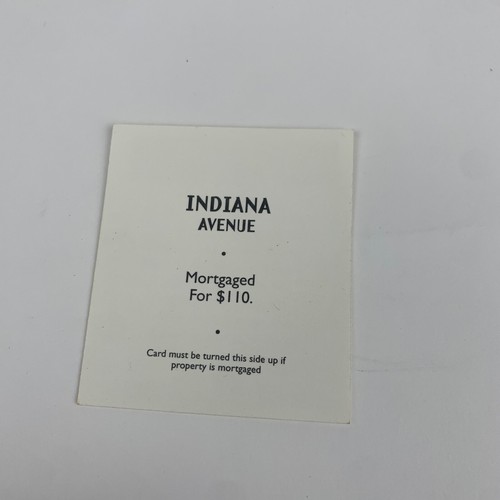 INDIANA
AVENUE
•
Mortgaged
For $110.
•
Card must be turned this side up if
property is mortgaged